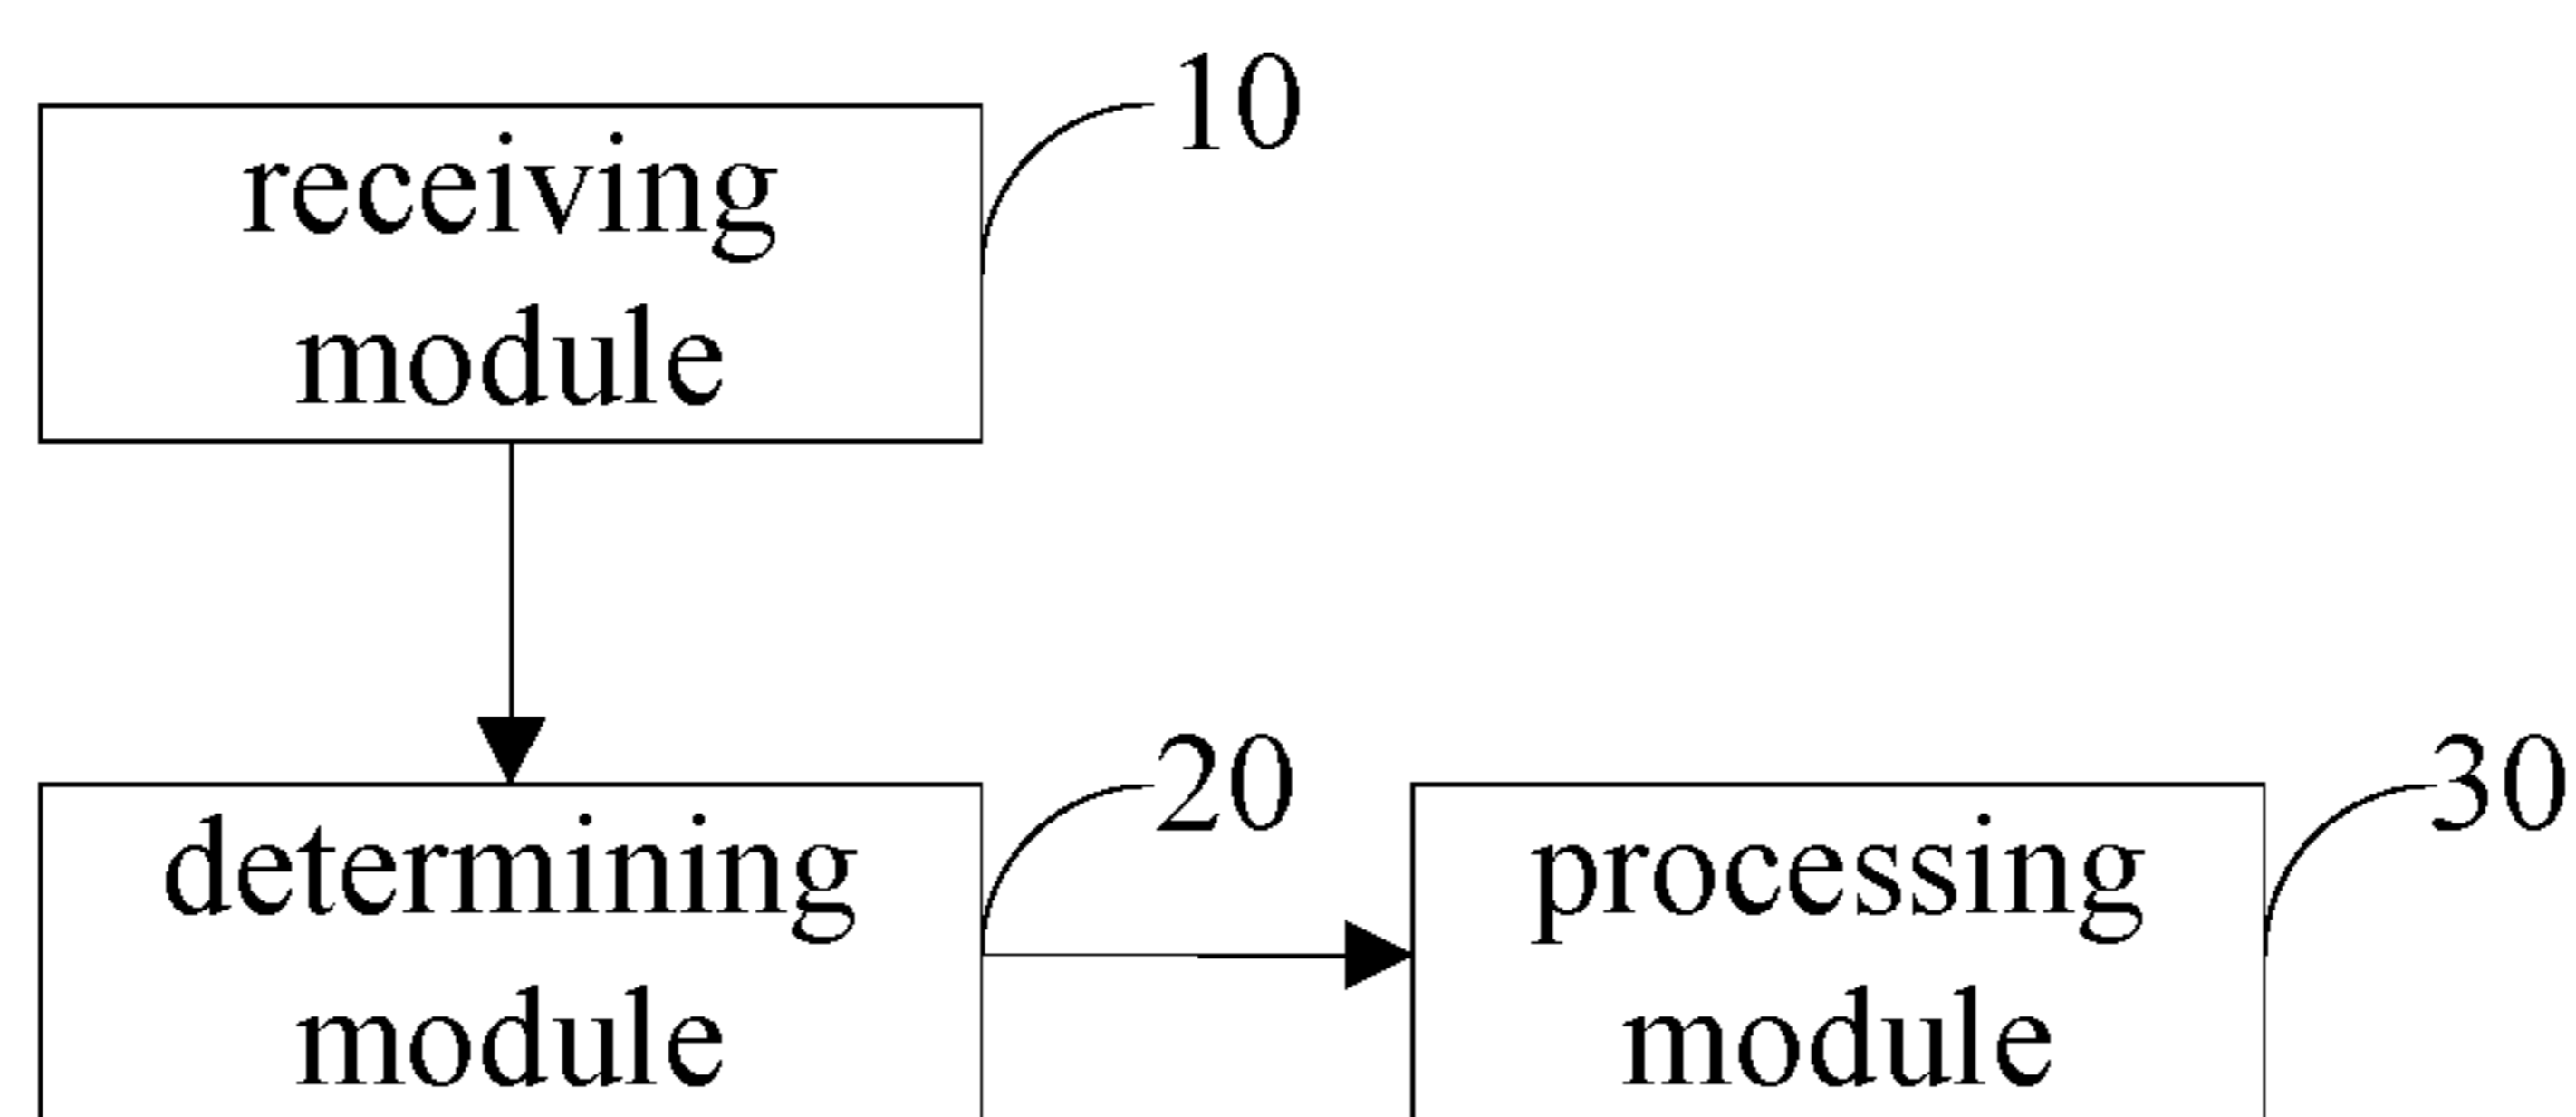 receiving
module
10
determining
module
20
processing
module
30